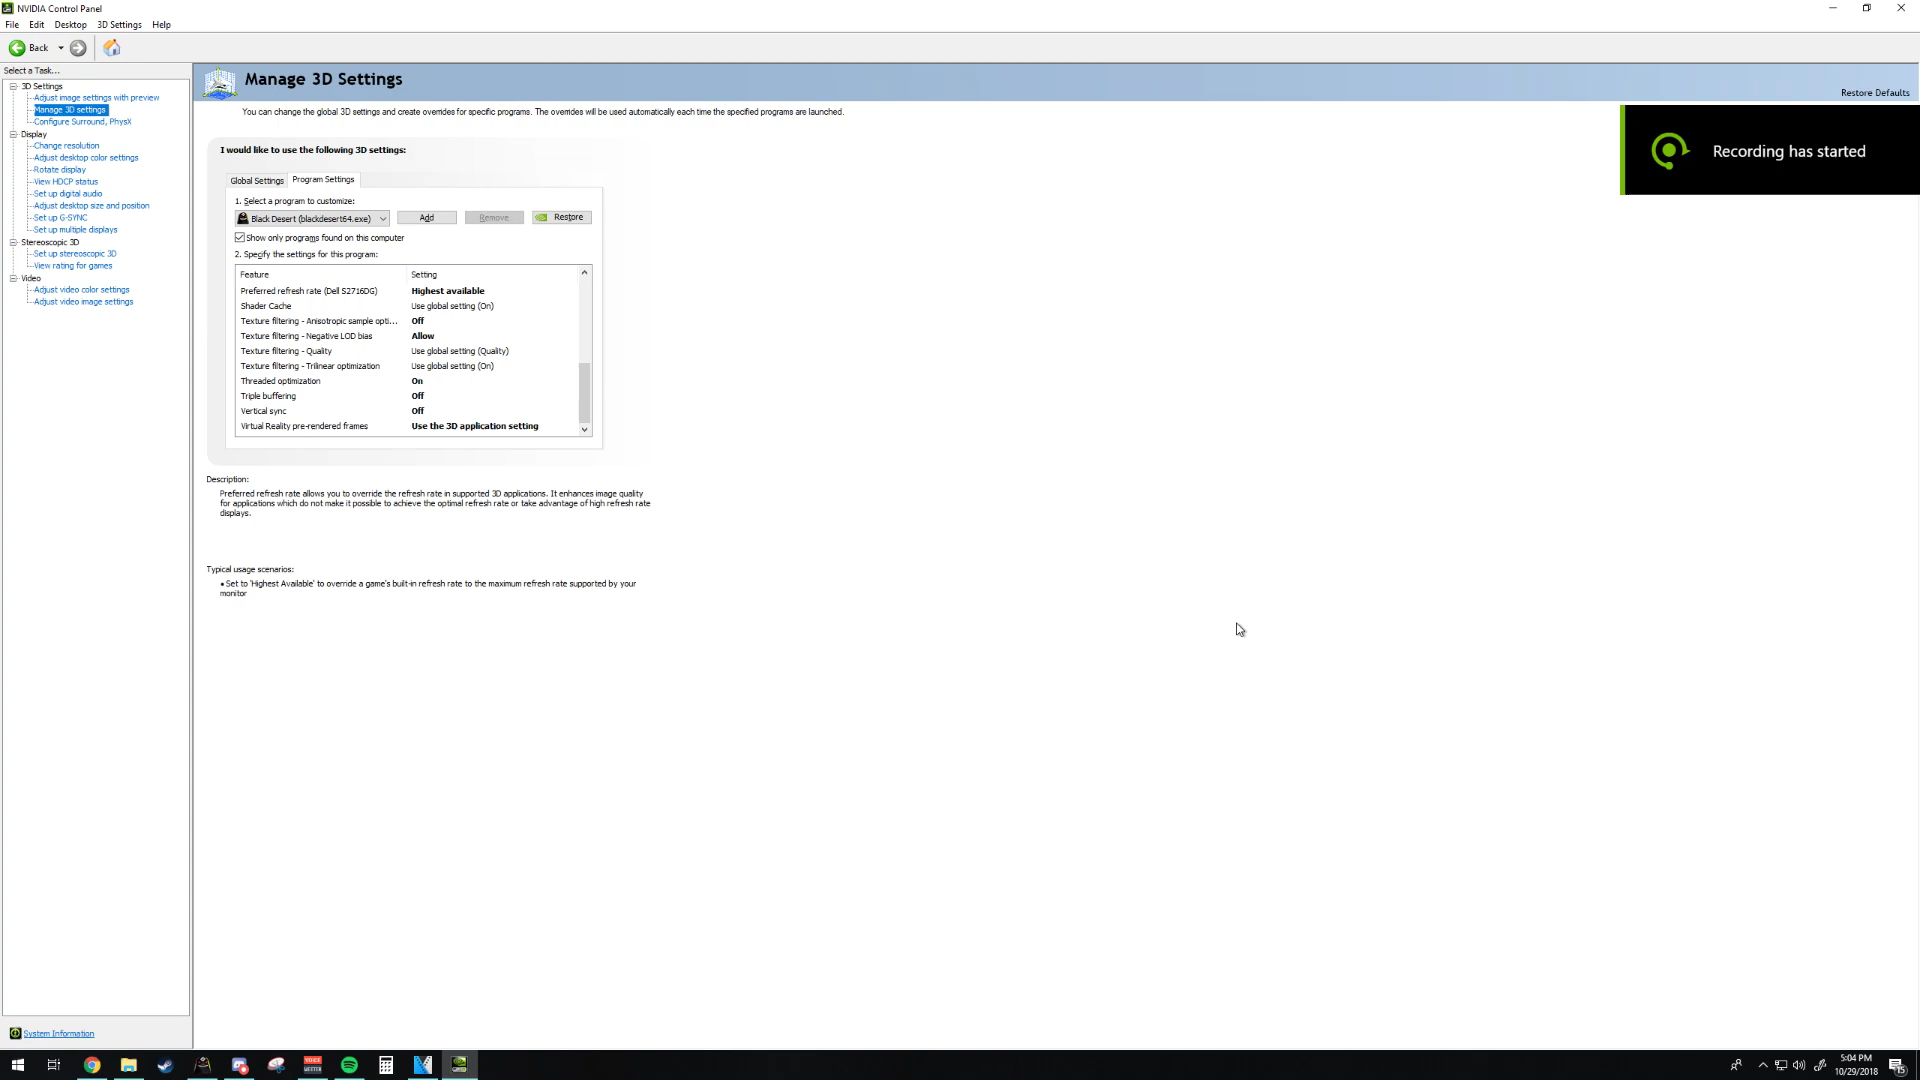 NVIDIA Control Panel
File Edit Desktop 3D Settings Help
Back
Select a Task...
3D Settings
Adjust image settings with preview
Manage 3D settings
Configure Surround, PhysX
Display
Change resolution
Adjust desktop color settings
Rotate display
View HDCP status
Set up digital audio
Adjust desktop size and position
Set up G-SYNC
Set up multiple displays
Stereoscopic 3D
Set up stereoscopic 3D
View rating for games
Video
Adjust video color settings
Adjust video image settings
System Information
Manage 3D Settings
Restore Defaults
You can change the global 3D settings and create overrides for specific programs. The overrides will be used automatically each time the specified programs are launched.
Recording has started
I would like to use the following 3D settings:
Global Settings Program Settings
1. Select a program to customize:
Black Desert (blackdesert64.exe) Add Remove Restore
Show only programs found on this computer
2. Specify the settings for this program:
Feature Setting
Preferred refresh rate (Dell S2716DG) Highest available
Shader Cache Use global setting (On)
Texture filtering - Anisotropic sample opti... Off
Texture filtering - Negative LOD bias Allow
Texture filtering - Quality Use global setting (Quality)
Texture filtering - Trilinear optimization Use global setting (On)
Threaded optimization On
Triple buffering Off
Vertical sync Off
Virtual Reality pre-rendered frames Use the 3D application setting
Description:
Preferred refresh rate allows you to override the refresh rate in supported 3D applications. It enhances image quality
for applications which do not make it possible to achieve the optimal refresh rate or take advantage of high refresh rate
displays.
Typical usage scenarios:
• Set to 'Highest Available' to override a game's built-in refresh rate to the maximum refresh rate supported by your
monitor
5:04 PM
10/29/2018